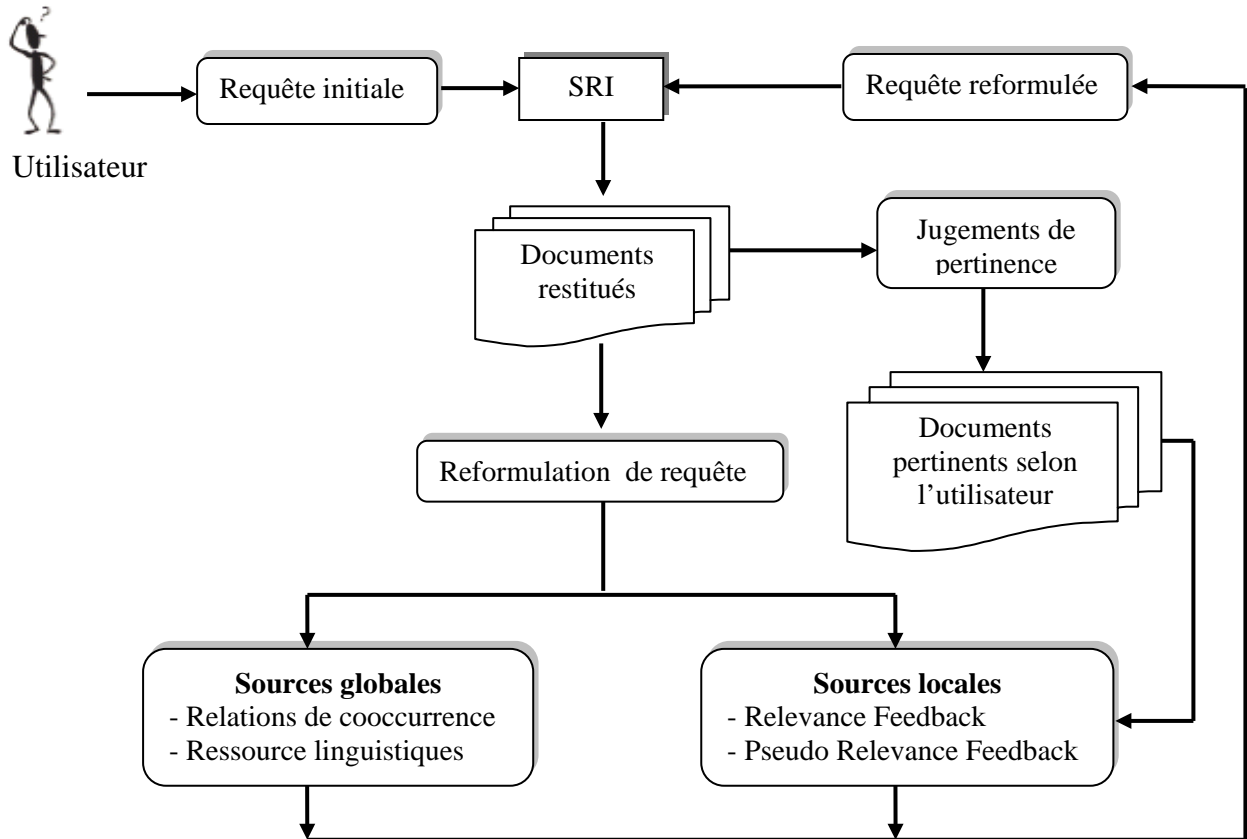 ?
Utilisateur
Requête initiale
SRI
Requête reformulée
Documents
restitués
Jugements de
pertinence
Documents
pertinents selon
l’utilisateur
Reformulation de requête
Sources globales
- Relations de cooccurrence
- Ressource linguistiques
Sources locales
- Relevance Feedback
- Pseudo Relevance Feedback